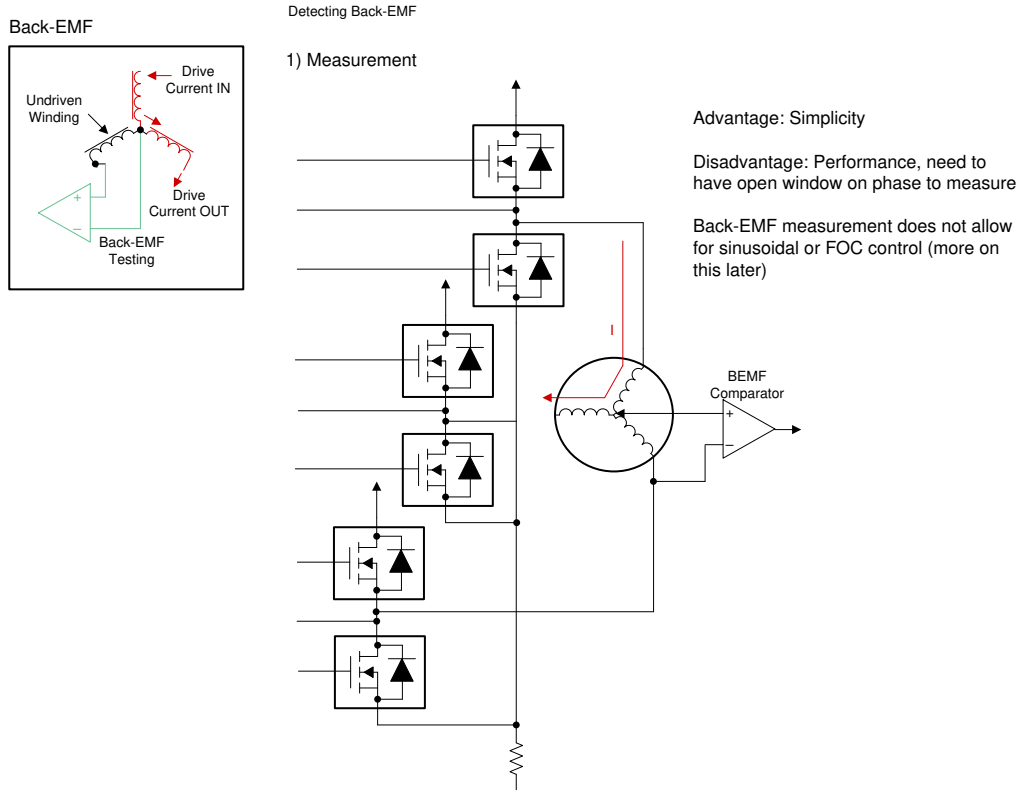 Detecting Back-EMF
Back-EMF
Drive
Current IN
Undriven
Winding
+
−
Drive
Current OUT
Back-EMF
Testing
1) Measurement
I
BEMF
Comparator
+
−
Advantage: Simplicity
Disadvantage: Performance, need to
have open window on phase to measure
Back-EMF measurement does not allow
for sinusoidal or FOC control (more on
this later)